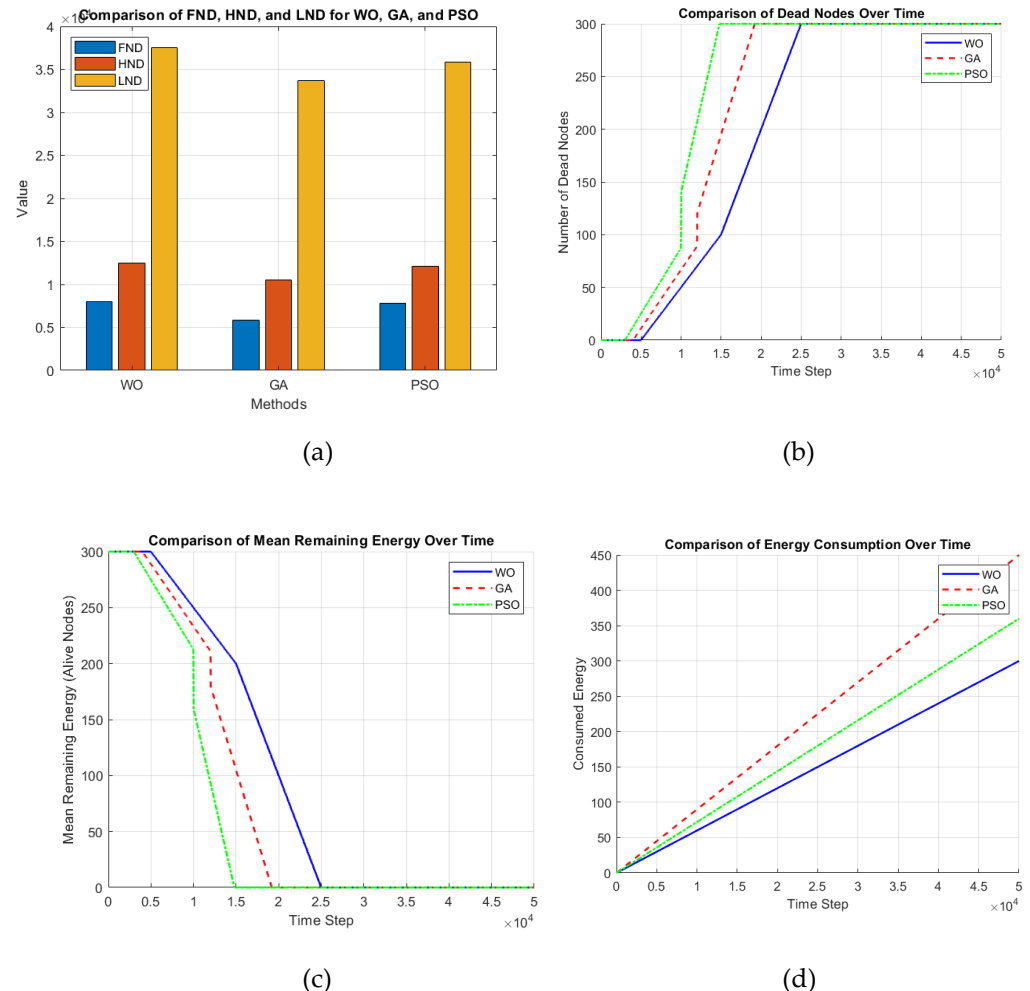 Comparison of FND, HND, and LND for WO, GA, and PSO
FND
HND
LND
4
3.5
3
2.5
2
1.5
1
0.5
0
Value
WO
GA
PSO
Methods
(a)
Comparison of Dead Nodes Over Time
WO
GA
PSO
300
250
200
150
100
50
0
Number of Dead Nodes
0 0.5 1 1.5 2 2.5 3 3.5 4 4.5 5
Time Step
×10⁴
(b)
Comparison of Mean Remaining Energy Over Time
WO
GA
PSO
300
250
200
150
100
50
0
Mean Remaining Energy (Alive Nodes)
0 0.5 1 1.5 2 2.5 3 3.5 4 4.5 5
Time Step
×10⁴
(c)
Comparison of Energy Consumption Over Time
WO
GA
PSO
450
400
350
300
250
200
150
100
50
0
Consumed Energy
0 0.5 1 1.5 2 2.5 3 3.5 4 4.5 5
Time Step
×10⁴
(d)